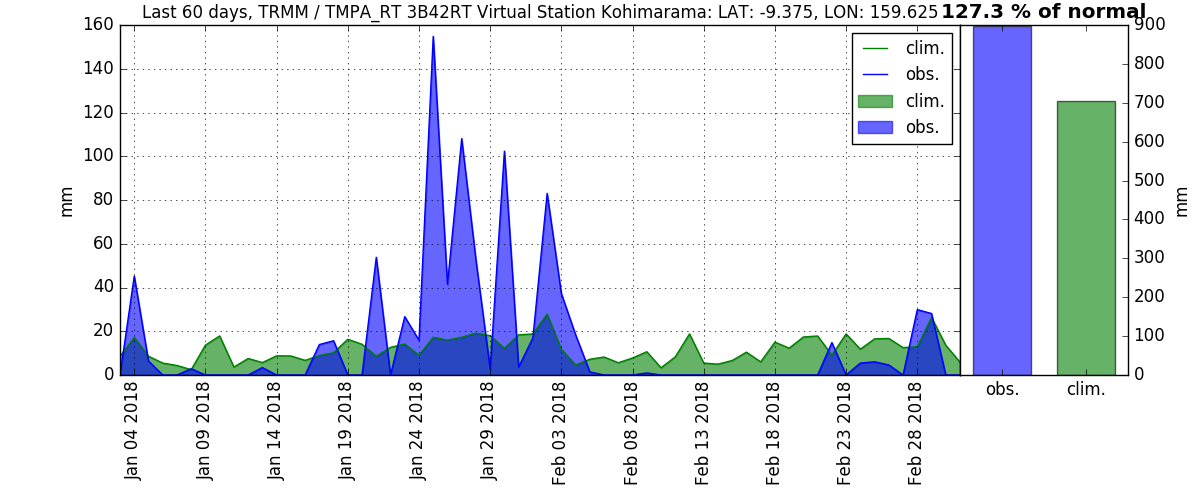 Last 60 days, TRMM / TMPA_RT 3B42RT Virtual Station Kohimarama: LAT: -9.375, LON: 159.625
127.3 % of normal
160
140
120
100
80
60
40
20
0
mm
clim.
obs.
clim.
obs.
Jan 04 2018
Jan 09 2018
Jan 14 2018
Jan 19 2018
Jan 24 2018
Jan 29 2018
Feb 03 2018
Feb 08 2018
Feb 13 2018
Feb 18 2018
Feb 23 2018
Feb 28 2018
900
800
700
600
500
400
300
200
100
0
mm
obs.
clim.